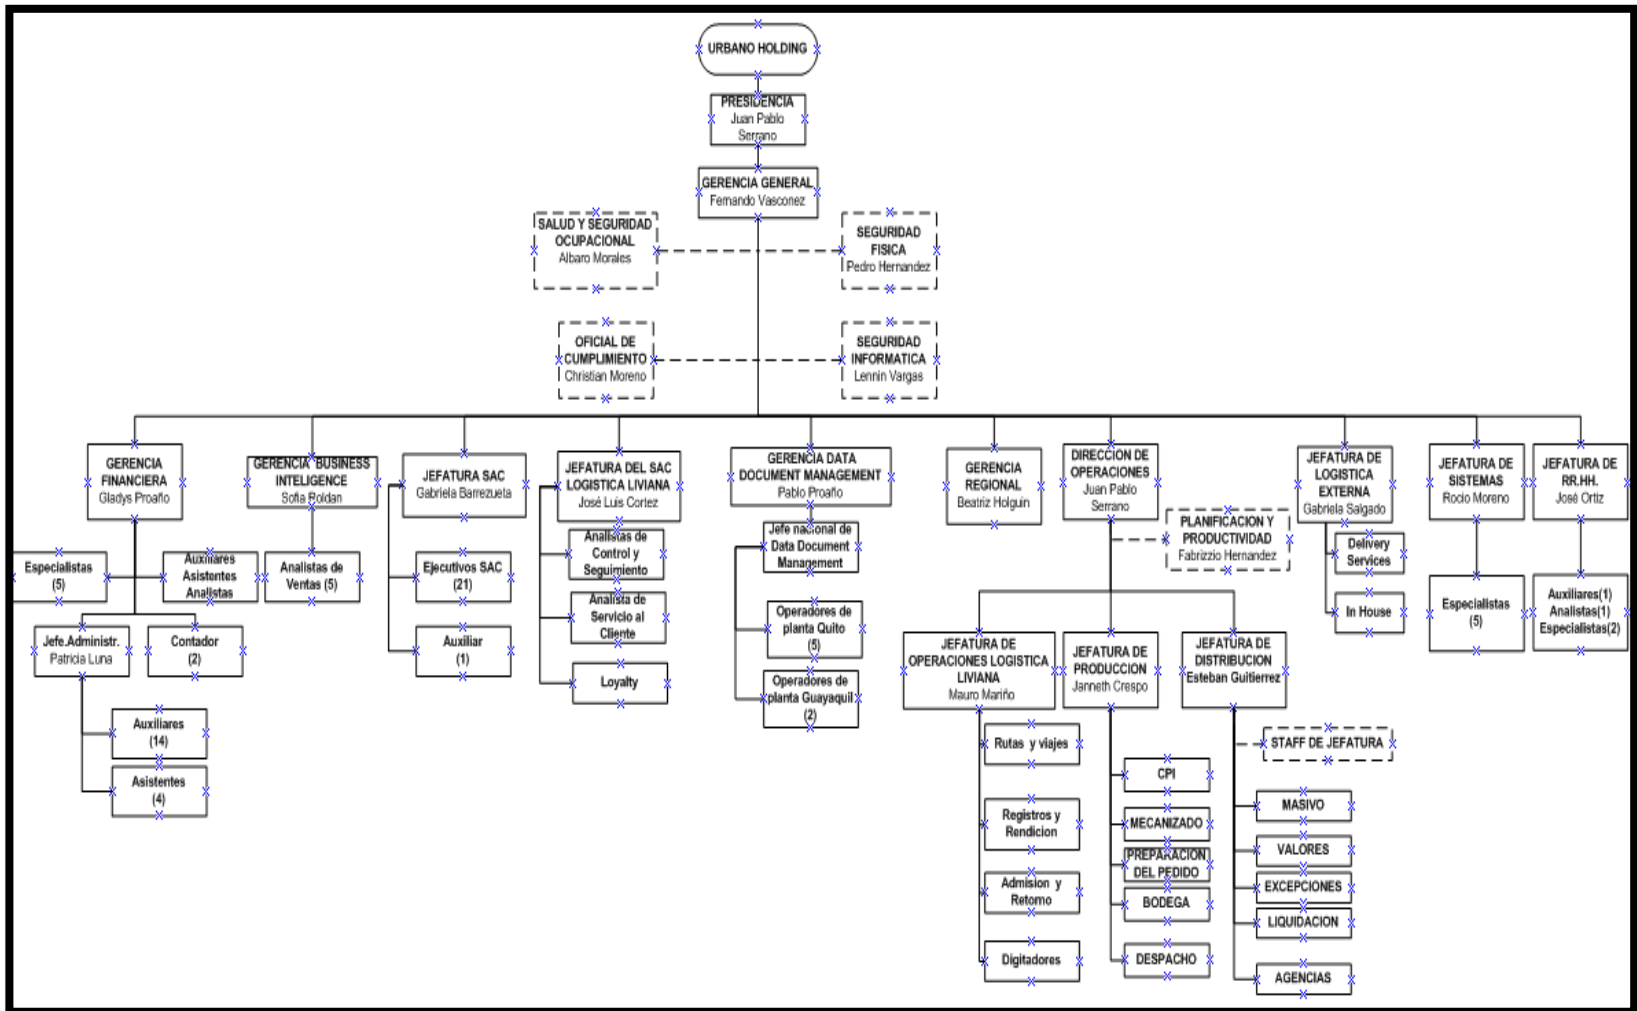 URBANO HOLDING
PRESIDENCIA
Juan Pablo
Serrano
GERENCIA GENERAL
Fernando Vasconez
SALUD Y SEGURIDAD
OCUPACIONAL
Albaro Morales
SEGURIDAD
FISICA
Pedro Hernandez
OFICIAL DE
CUMPLIMIENTO
Christian Moreno
SEGURIDAD
INFORMATICA
Lennin Vargas
GERENCIA
FINANCIERA
Gladys Proaño
GERENCIA BUSINESS
INTELIGENCE
Sofia Roldan
JEFATURA SAC
Gabriela Barrezueta
JEFATURA DEL SAC
LOGISTICA LIVIANA
José Luis Cortez
GERENCIA DATA
DOCUMENT MANAGEMENT
Pablo Proaño
GERENCIA
REGIONAL
Beatriz Holguin
DIRECCION DE
OPERACIONES
Juan Pablo
Serrano
JEFATURA DE
LOGISTICA
EXTERNA
Gabriela Salgado
JEFATURA DE
SISTEMAS
Rocio Moreno
JEFATURA DE
RR.HH.
José Ortiz
PLANIFICACION Y
PRODUCTIVIDAD
Fabrizzio Hernandez
Especialistas
(5)
Auxiliares
Asistentes
Analistas
Analistas de
Ventas (5)
Ejecutivos SAC
(21)
Analistas de
Control y
Seguimiento
Jefe nacional de
Data Document
Management
Delivery
Services
In House
Especialistas
(5)
Auxiliares(1)
Analistas(1)
Especialistas(2)
Jefe.Administr.
Patricia Luna
Contador
(2)
Auxiliar
(1)
Analista de
Servicio al
Cliente
Loyalty
Operadores de
planta Quito
(5)
Operadores de
planta Guayaquil
(2)
JEFATURA DE
OPERACIONES LOGISTICA
LIVIANA
Mauro Mariño
JEFATURA DE
PRODUCCION
Janneth Crespo
JEFATURA DE
DISTRIBUCION
Esteban Guitierrez
Auxiliares
(14)
Asistentes
(4)
Rutas y viajes
Registros y
Rendicion
Admision y
Retorno
Digitadores
CPI
MECANIZADO
PREPARACION
DEL PEDIDO
BODEGA
DESPACHO
STAFF DE JEFATURA
MASIVO
VALORES
EXCEPCIONES
LIQUIDACION
AGENCIAS